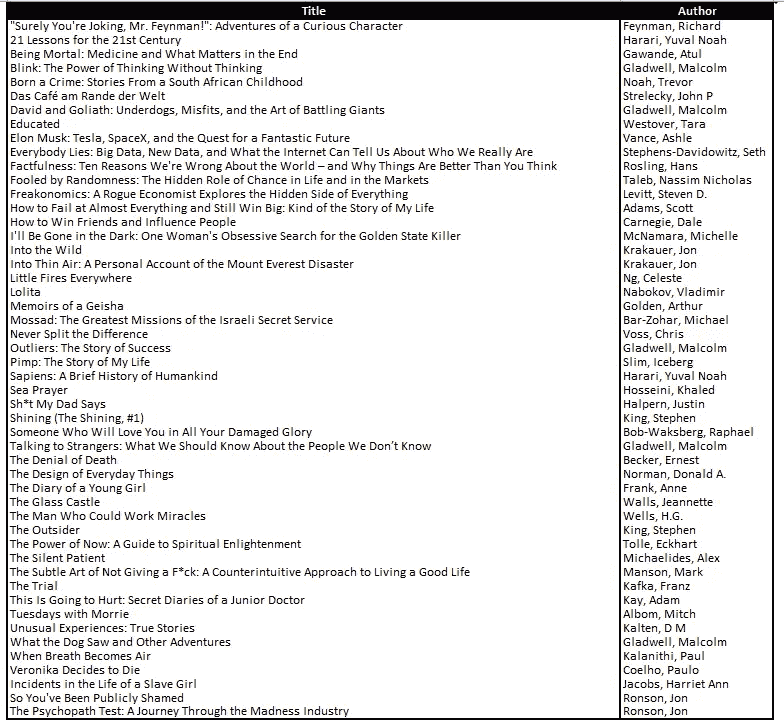 Title Author
"Surely You're Joking, Mr. Feynman!": Adventures of a Curious Character Feynman, Richard
21 Lessons for the 21st Century Harari, Yuval Noah
Being Mortal: Medicine and What Matters in the End Gawande, Atul
Blink: The Power of Thinking Without Thinking Gladwell, Malcolm
Born a Crime: Stories From a South African Childhood Noah, Trevor
Das Café am Rande der Welt Strelecky, John P
David and Goliath: Underdogs, Misfits, and the Art of Battling Giants Gladwell, Malcolm
Educated Westover, Tara
Elon Musk: Tesla, SpaceX, and the Quest for a Fantastic Future Vance, Ashle
Everybody Lies: Big Data, New Data, and What the Internet Can Tell Us About Who We Really Are Stephens-Davidowitz, Seth
Factfulness: Ten Reasons We're Wrong About the World – and Why Things Are Better Than You Think Rosling, Hans
Fooled by Randomness: The Hidden Role of Chance in Life and in the Markets Taleb, Nassim Nicholas
Freakonomics: A Rogue Economist Explores the Hidden Side of Everything Levitt, Steven D.
How to Fail at Almost Everything and Still Win Big: Kind of the Story of My Life Adams, Scott
How to Win Friends and Influence People Carnegie, Dale
I'll Be Gone in the Dark: One Woman's Obsessive Search for the Golden State Killer McNamara, Michelle
Into the Wild Krakauer, Jon
Into Thin Air: A Personal Account of the Mount Everest Disaster Krakauer, Jon
Little Fires Everywhere Ng, Celeste
Lolita Nabokov, Vladimir
Memoirs of a Geisha Golden, Arthur
Mossad: The Greatest Missions of the Israeli Secret Service Bar-Zohar, Michael
Never Split the Difference Voss, Chris
Outliers: The Story of Success Gladwell, Malcolm
Pimp: The Story of My Life Slim, Iceberg
Sapiens: A Brief History of Humankind Harari, Yuval Noah
Sea Prayer Hosseini, Khaled
Sh*t My Dad Says Halpern, Justin
Shining (The Shining, #1) King, Stephen
Someone Who Will Love You in All Your Damaged Glory Bob-Waksberg, Raphael
Talking to Strangers: What We Should Know About the People We Don’t Know Gladwell, Malcolm
The Denial of Death Becker, Ernest
The Design of Everyday Things Norman, Donald A.
The Diary of a Young Girl Frank, Anne
The Glass Castle Walls, Jeannette
The Man Who Could Work Miracles Wells, H.G.
The Outsider King, Stephen
The Power of Now: A Guide to Spiritual Enlightenment Tolle, Eckhart
The Silent Patient Michaelides, Alex
The Subtle Art of Not Giving a F*ck: A Counterintuitive Approach to Living a Good Life Manson, Mark
The Trial Kafka, Franz
This Is Going to Hurt: Secret Diaries of a Junior Doctor Kay, Adam
Tuesdays with Morrie Albom, Mitch
Unusual Experiences: True Stories Kalten, D M
What the Dog Saw and Other Adventures Gladwell, Malcolm
When Breath Becomes Air Kalanithi, Paul
Veronika Decides to Die Coelho, Paulo
Incidents in the Life of a Slave Girl Jacobs, Harriet Ann
So You've Been Publicly Shamed Ronson, Jon
The Psychopath Test: A Journey Through the Madness Industry Ronson, Jon